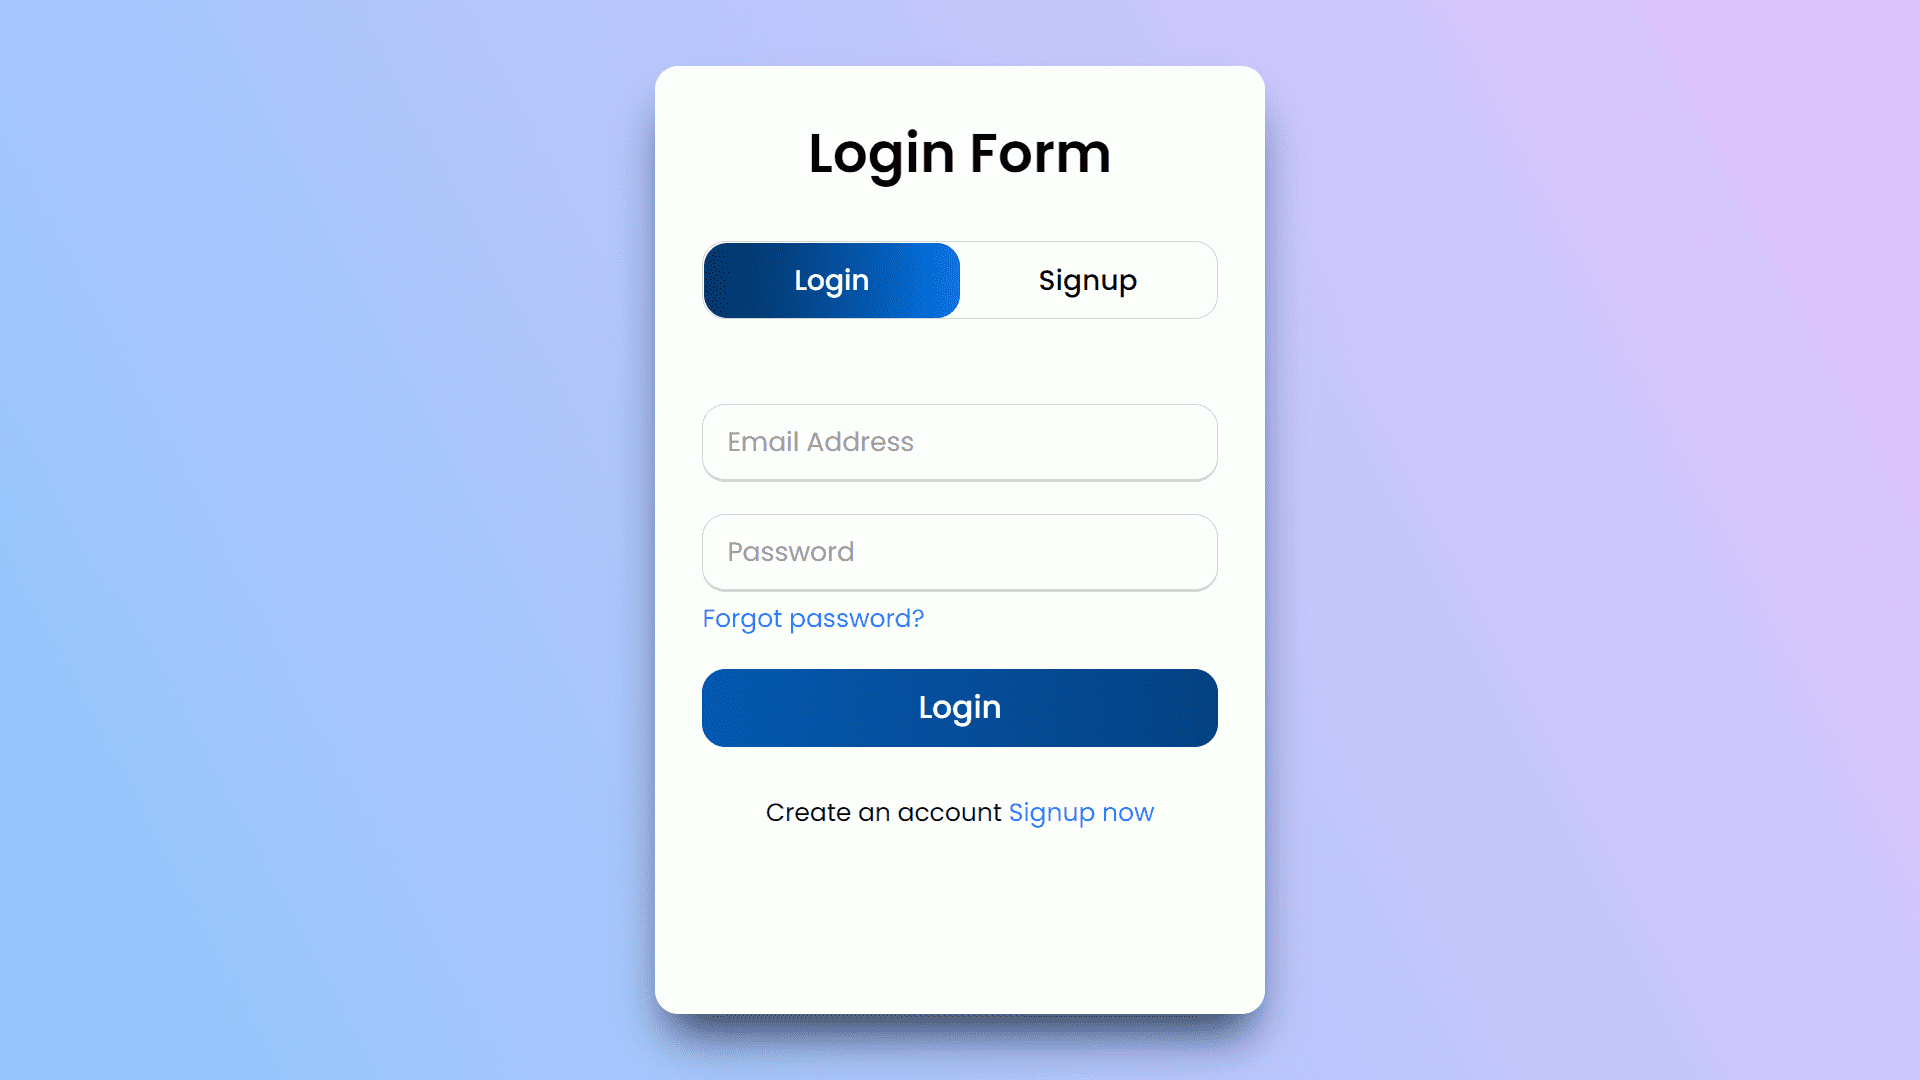 Login Form
Login Signup
Email Address
Password
Forgot password?
Login
Create an account Signup now